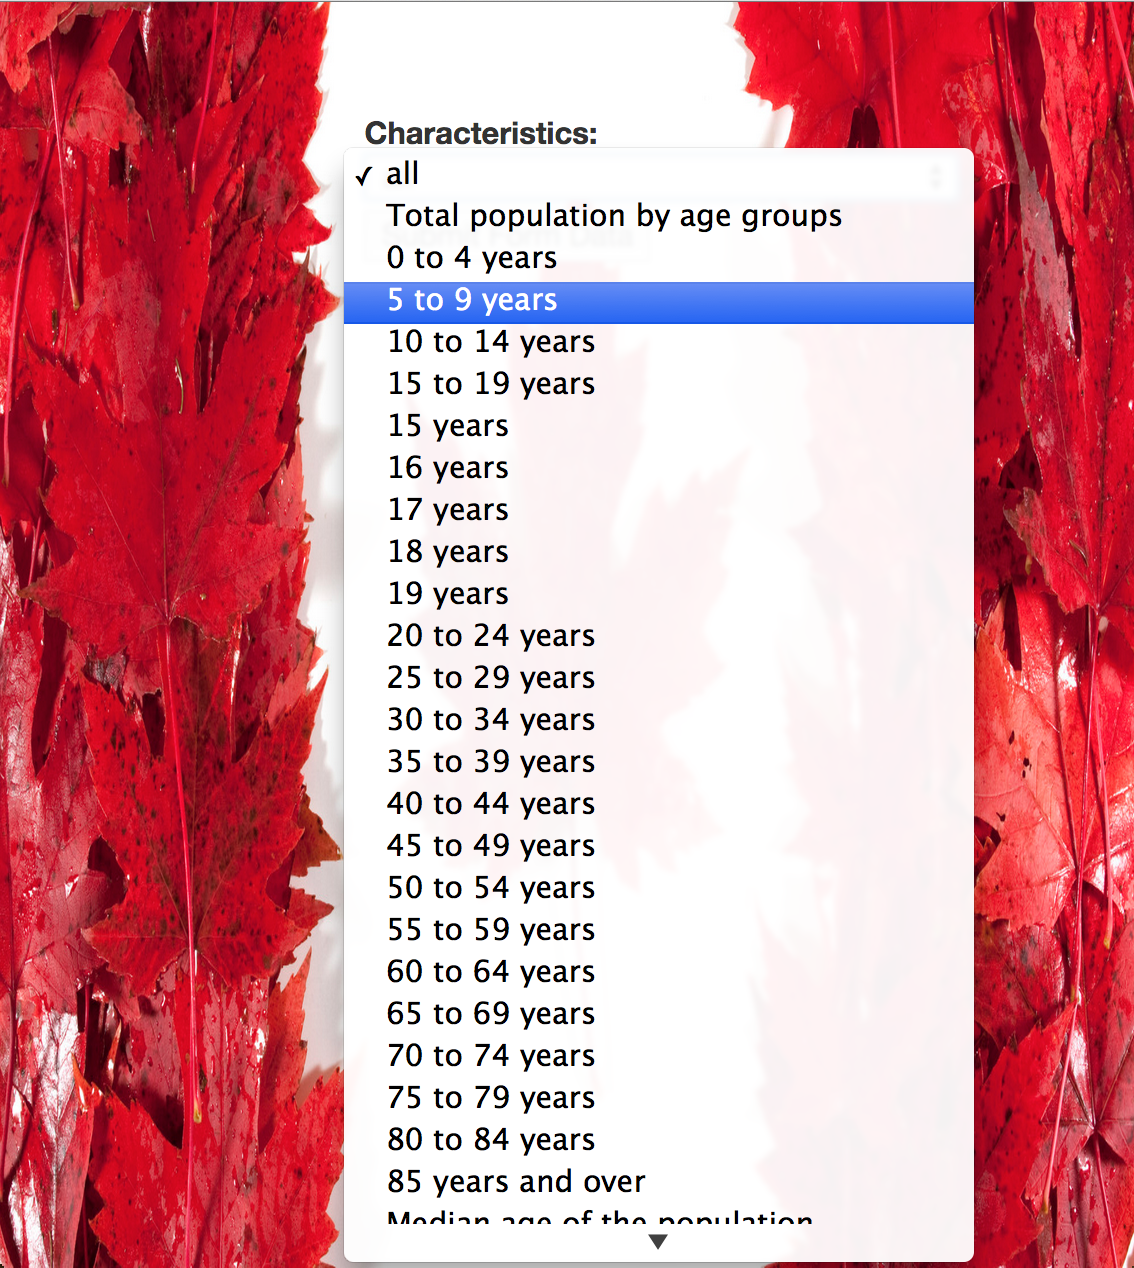 Characteristics:
✓ all
Total population by age groups
0 to 4 years
5 to 9 years
10 to 14 years
15 to 19 years
15 years
16 years
17 years
18 years
19 years
20 to 24 years
25 to 29 years
30 to 34 years
35 to 39 years
40 to 44 years
45 to 49 years
50 to 54 years
55 to 59 years
60 to 64 years
65 to 69 years
70 to 74 years
75 to 79 years
80 to 84 years
85 years and over
Median age of the population